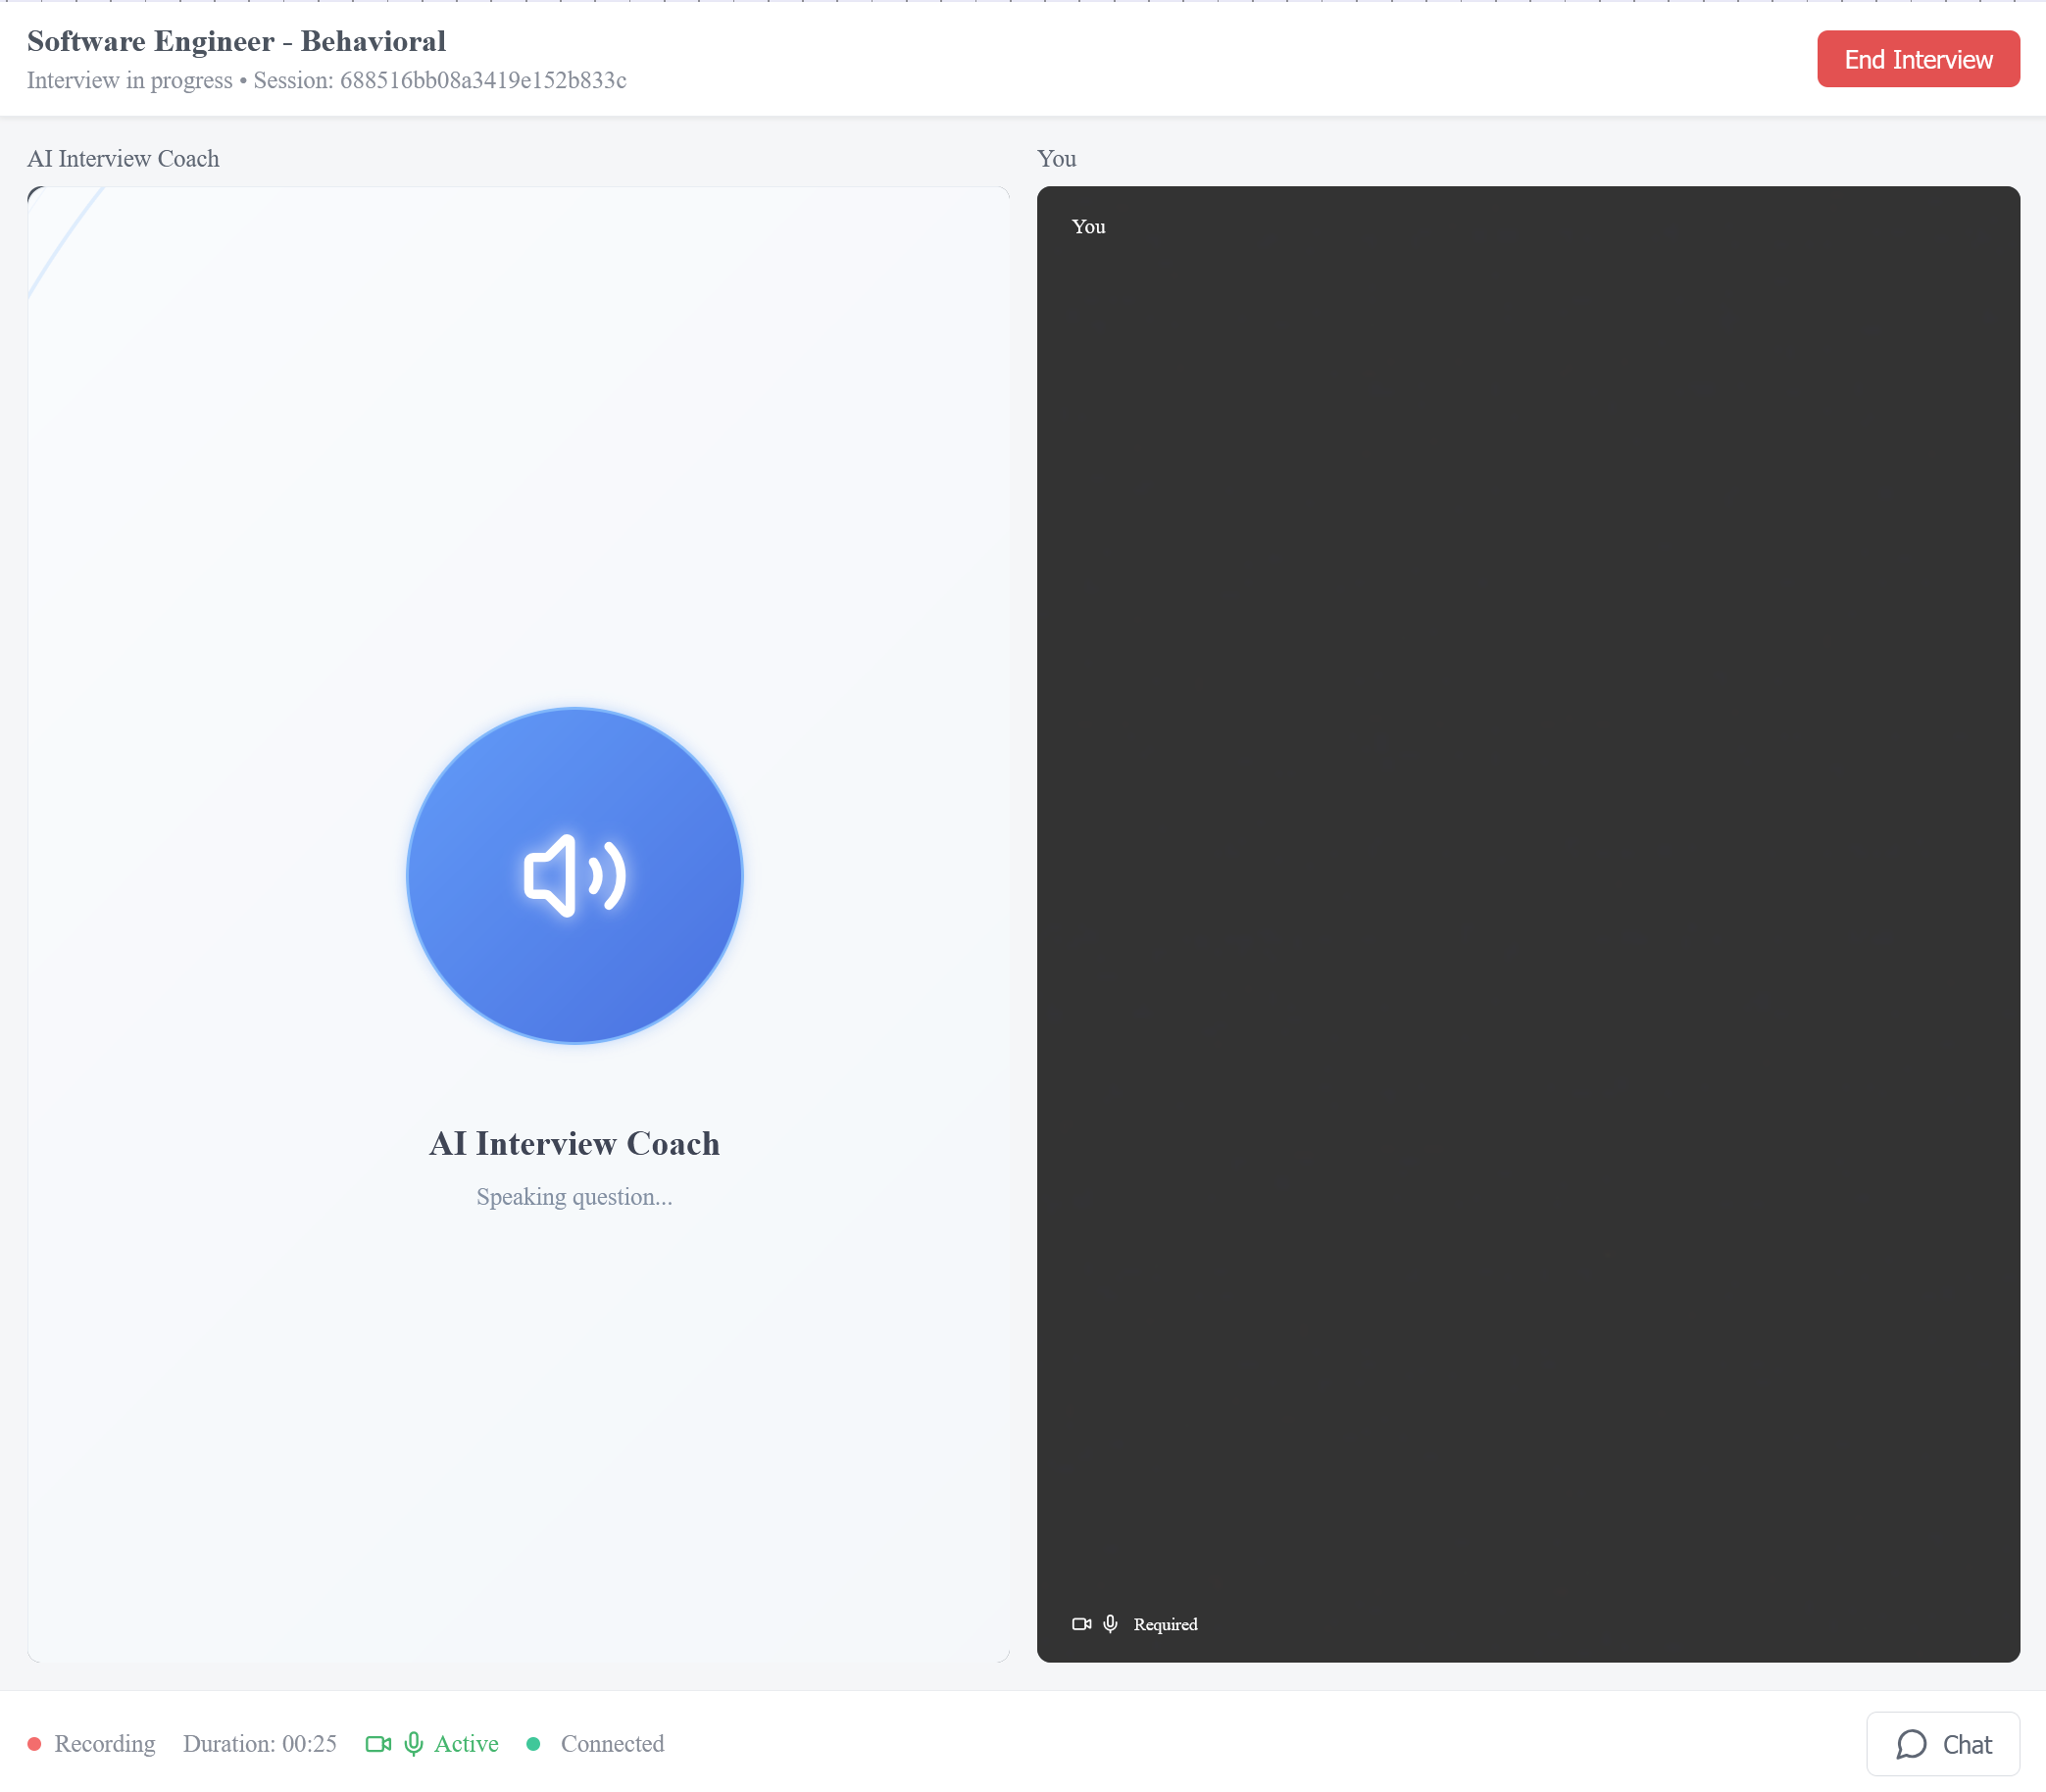 Software Engineer - Behavioral
Interview in progress • Session: 688516bb08a3419e152b833c
End Interview
AI Interview Coach
You
You
AI Interview Coach
Speaking question...
Required
Recording
Duration: 00:25
Active
Connected
Chat